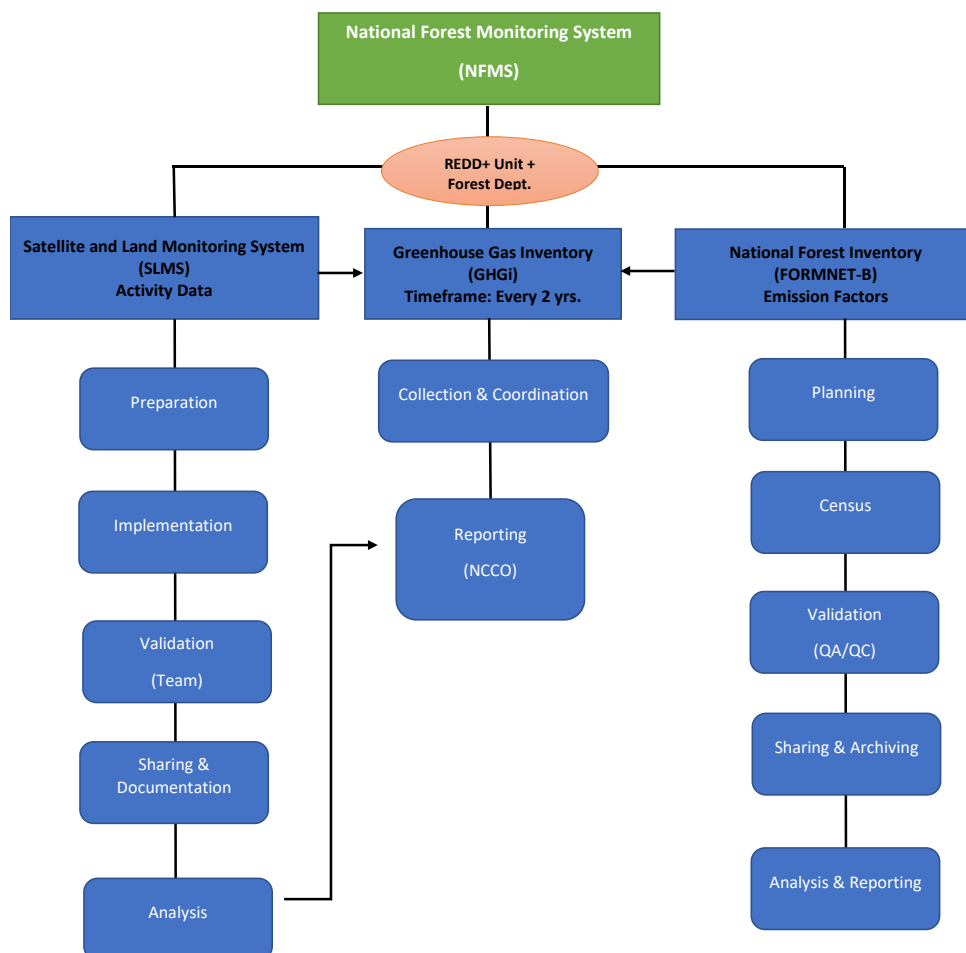 National Forest Monitoring System
(NFMS)
REDD+ Unit +
Forest Dept.
Satellite and Land Monitoring System
(SLMS)
Activity Data
Greenhouse Gas Inventory
(GHGi)
Timeframe: Every 2 yrs.
National Forest Inventory
(FORMNET-B)
Emission Factors
Preparation
Implementation
Validation
(Team)
Sharing &
Documentation
Analysis
Collection & Coordination
Reporting
(NCCO)
Planning
Census
Validation
(QA/QC)
Sharing & Archiving
Analysis & Reporting